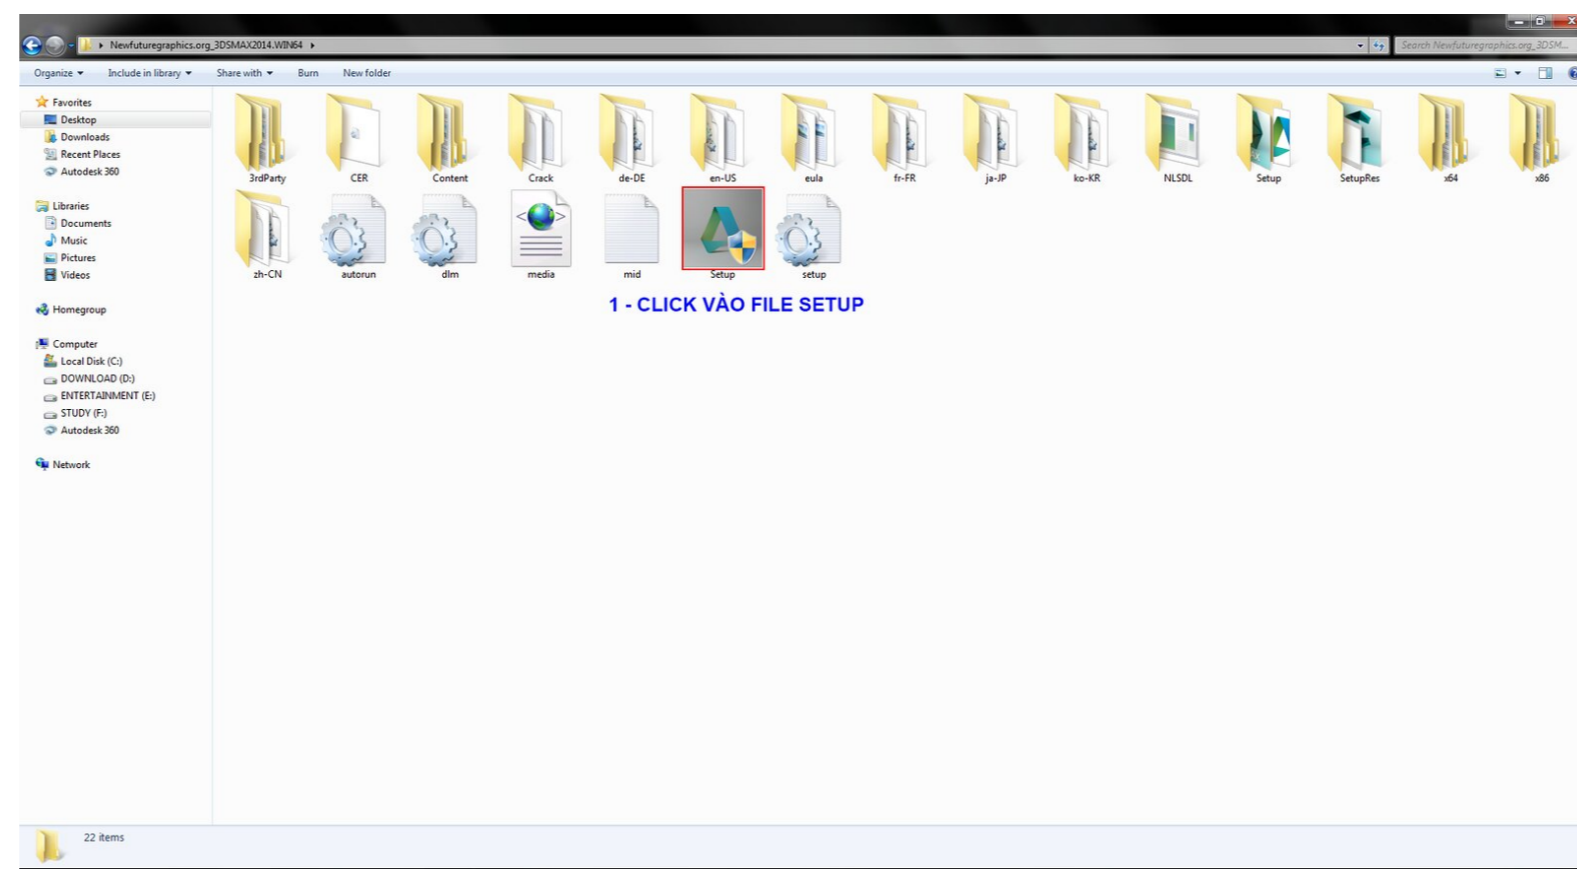 Newfuturegraphics.org_3DSMAX2014.WIN64
Search Newfuturegraphics.org_3DSM...
Organize Include in library Share with Burn New folder
Favorites
Desktop
Downloads
Recent Places
Autodesk 360
Libraries
Documents
Music
Pictures
Videos
Homegroup
Computer
Local Disk (C:)
DOWNLOAD (D:)
ENTERTAINMENT (E:)
STUDY (F:)
Autodesk 360
Network
3rdParty CER Content Crack de-DE en-US eula fr-FR ja-JP ko-KR NLSDL Setup SetupRes x64 x86
zh-CN autorun dlm media mid Setup setup
1 - CLICK VÀO FILE SETUP
22 items